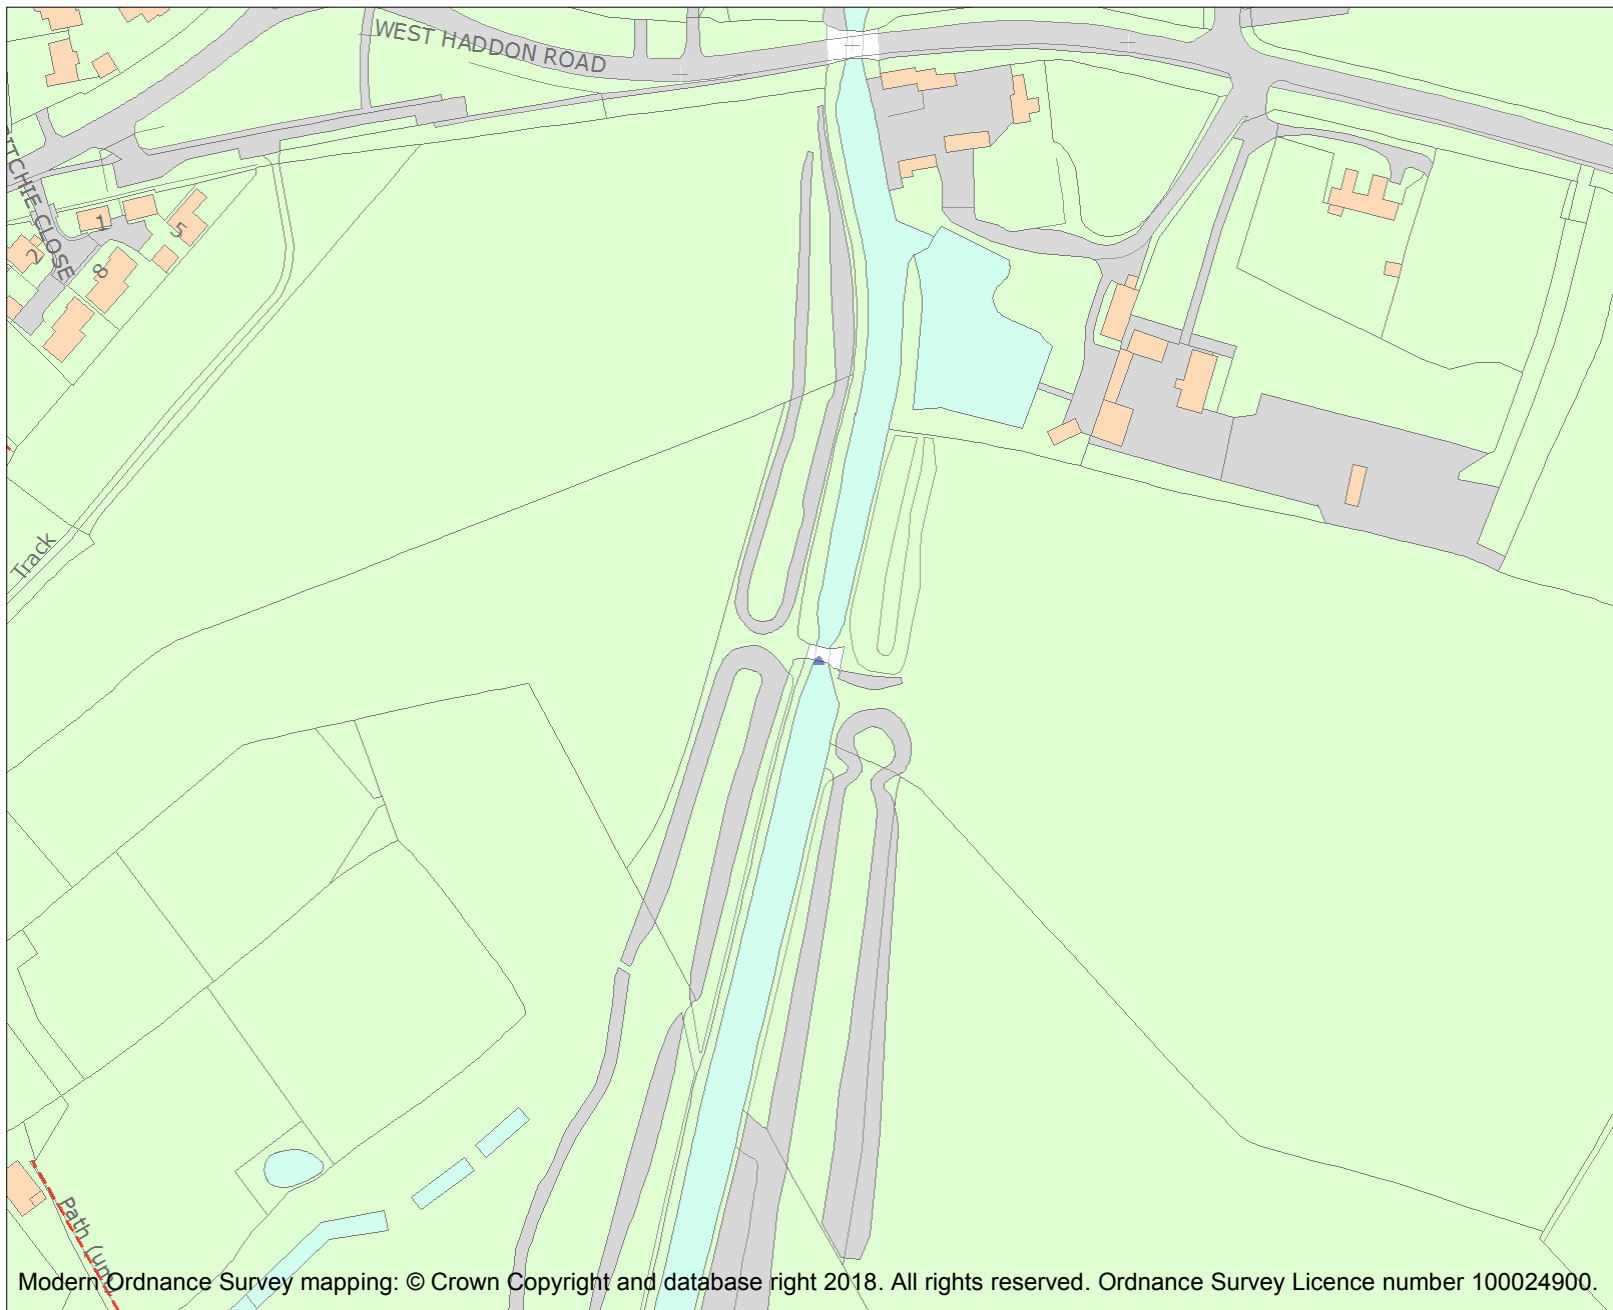 WEST HADDON ROAD
TCHIE CLOSE
1
5
2
8
Track
Path (um)
Modern Ordnance Survey mapping: © Crown Copyright and database right 2018. All rights reserved. Ordnance Survey Licence number 100024900.